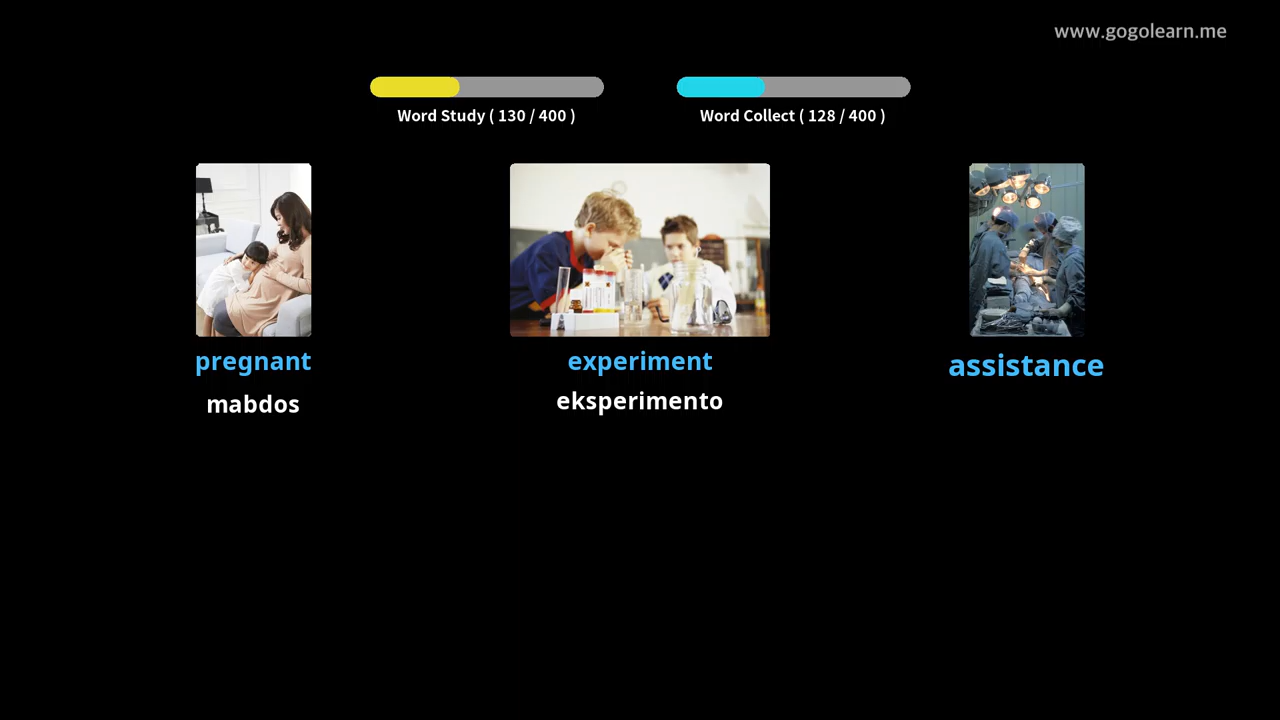 www.gogolearn.me
Word Study ( 130 / 400 )
Word Collect ( 128 / 400 )
pregnant
mabdos
experiment
eksperimento
assistance